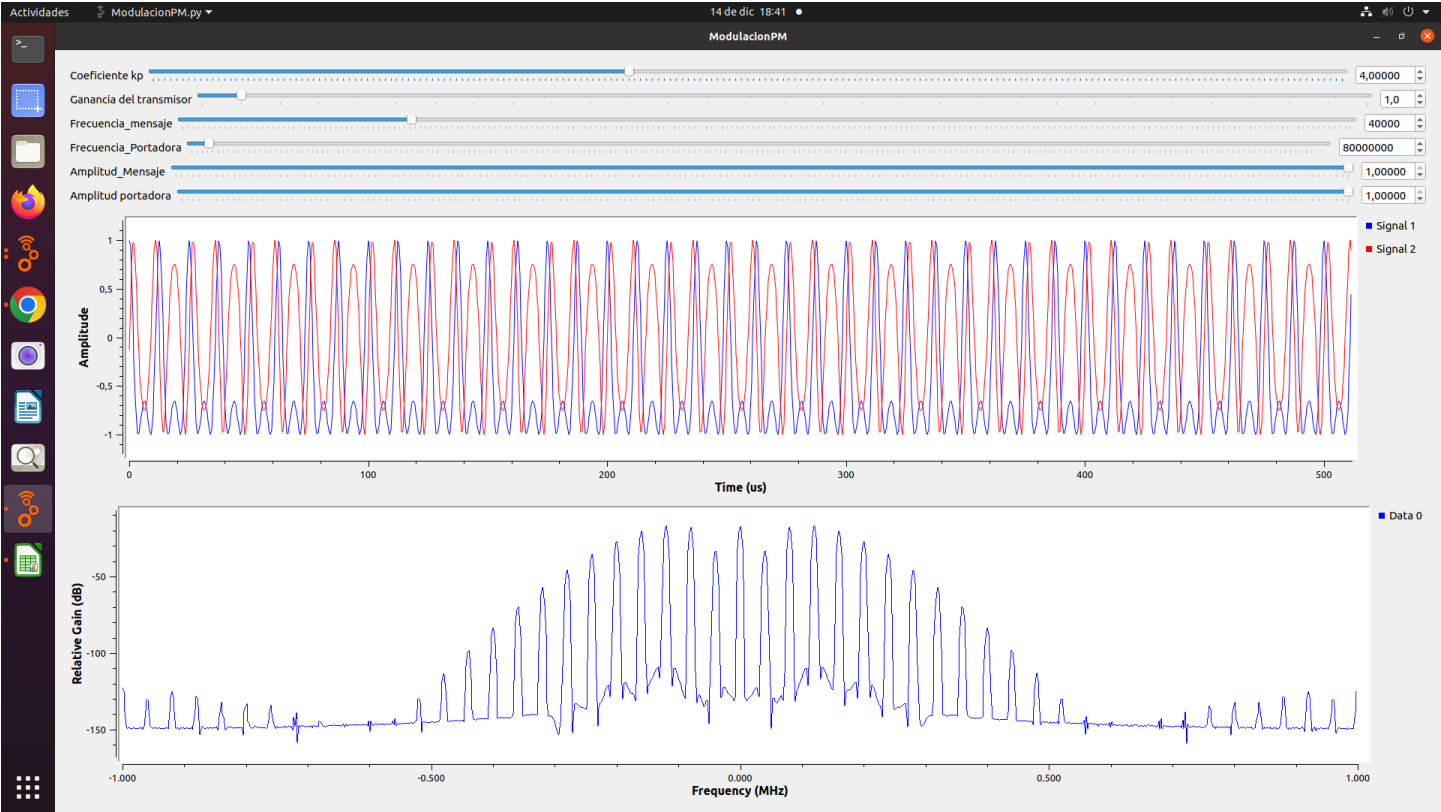 Actividades ModulacionPM.py 14 de dic 18:41
ModulacionPM
Coeficiente kp 4,00000
Ganancia del transmisor 1,0
Frecuencia_mensaje 40000
Frecuencia_Portadora 80000000
Amplitud_Mensaje 1,00000
Amplitud portadora 1,00000
Signal 1
Signal 2
Amplitude
1
0,5
0
-0,5
-1
0 100 200 300 400 500
Time (us)
Data 0
Relative Gain (dB)
-50
-100
-150
-1.000 -0.500 0.000 0.500 1.000
Frequency (MHz)